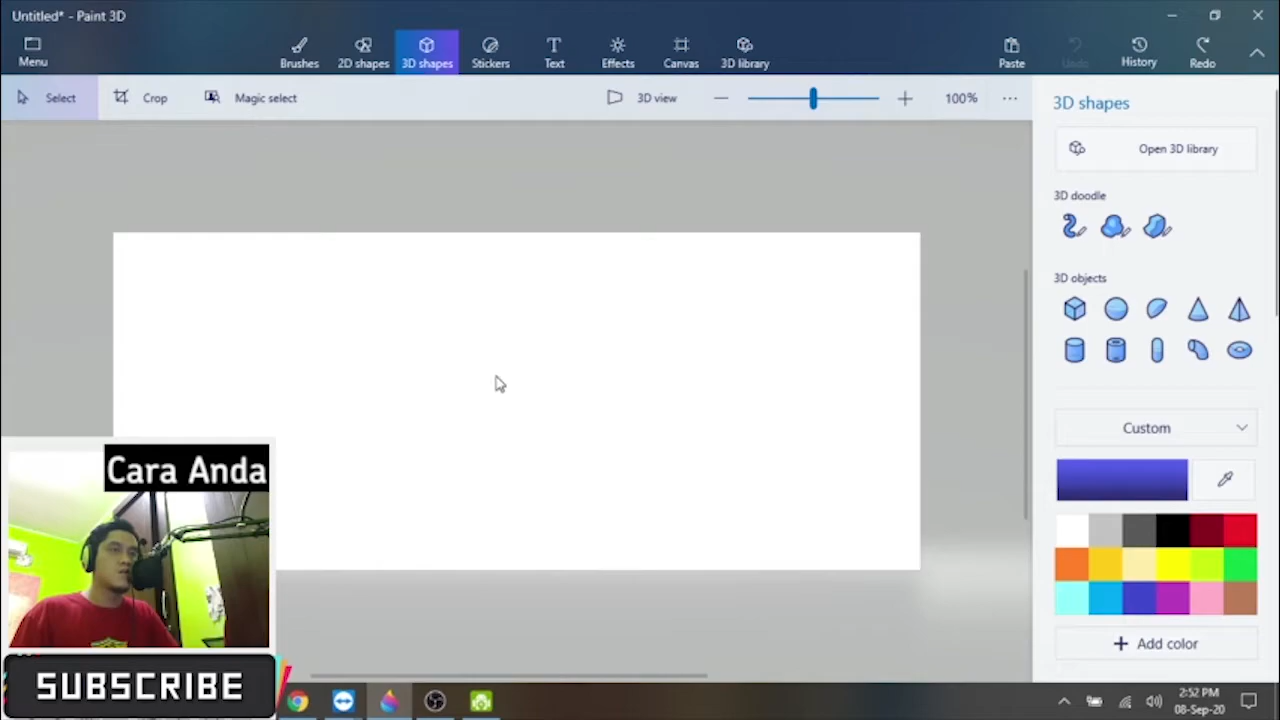 Untitled* - Paint 3D
Menu
Brushes
2D shapes
3D shapes
Stickers
Text
Effects
Canvas
3D library
Paste
Undo
History
Redo
Select
Crop
Magic select
3D view
100%
3D shapes
Open 3D library
3D doodle
3D objects
Custom
Add color
Cara Anda
SUBSCRIBE
2:52 PM
08-Sep-20